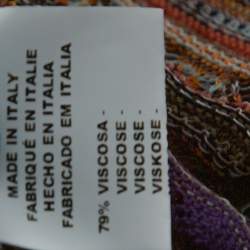 MADE IN ITALY
FABRIQUÉ EN ITALIE
HECHO EN ITALIA
FABRICADO EM ITALIA
79% VISCOSA -
VISCOSE -
VISCOSE -
VISKOSE -